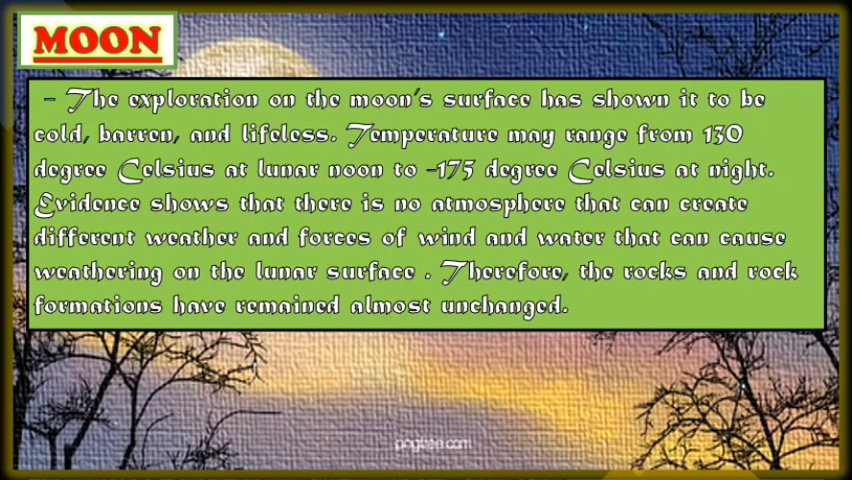 MOON
- The exploration on the moon's surface has shown it to be
cold, barren, and lifeless. Temperature may range from 130
degree Celsius at lunar noon to -175 degree Celsius at night.
Evidence shows that there is no atmosphere that can create
different weather and forces of wind and water that can cause
weathering on the lunar surface . Therefore, the rocks and rock
formations have remained almost unchanged.
pngtree.com